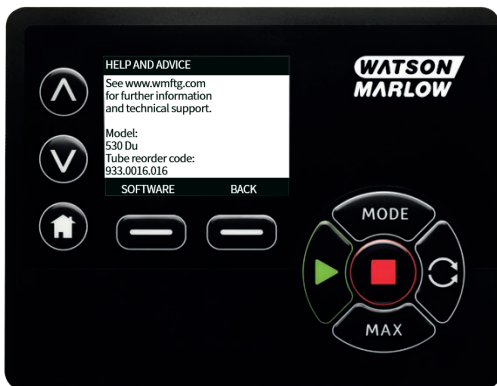 HELP AND ADVICE
See www.wmftg.com
for further information
and technical support.
Model:
530 Du
Tube reorder code:
933.0016.016
SOFTWARE BACK
WATSON
MARLOW
MODE
MAX